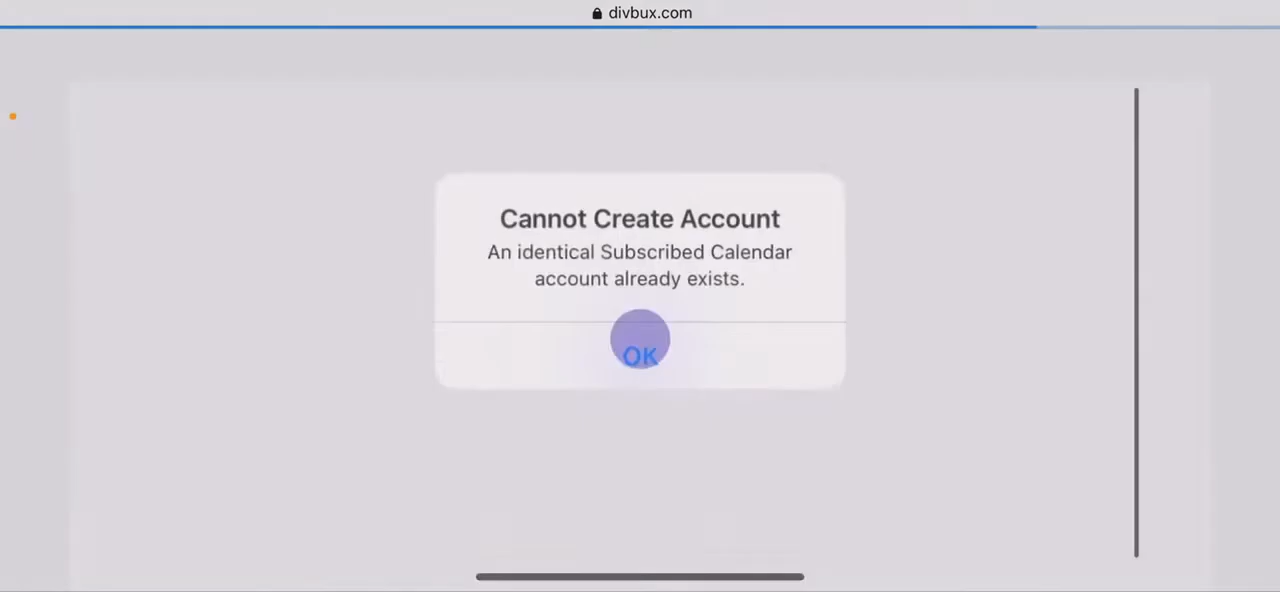 divbux.com
Cannot Create Account
An identical Subscribed Calendar
account already exists.
OK